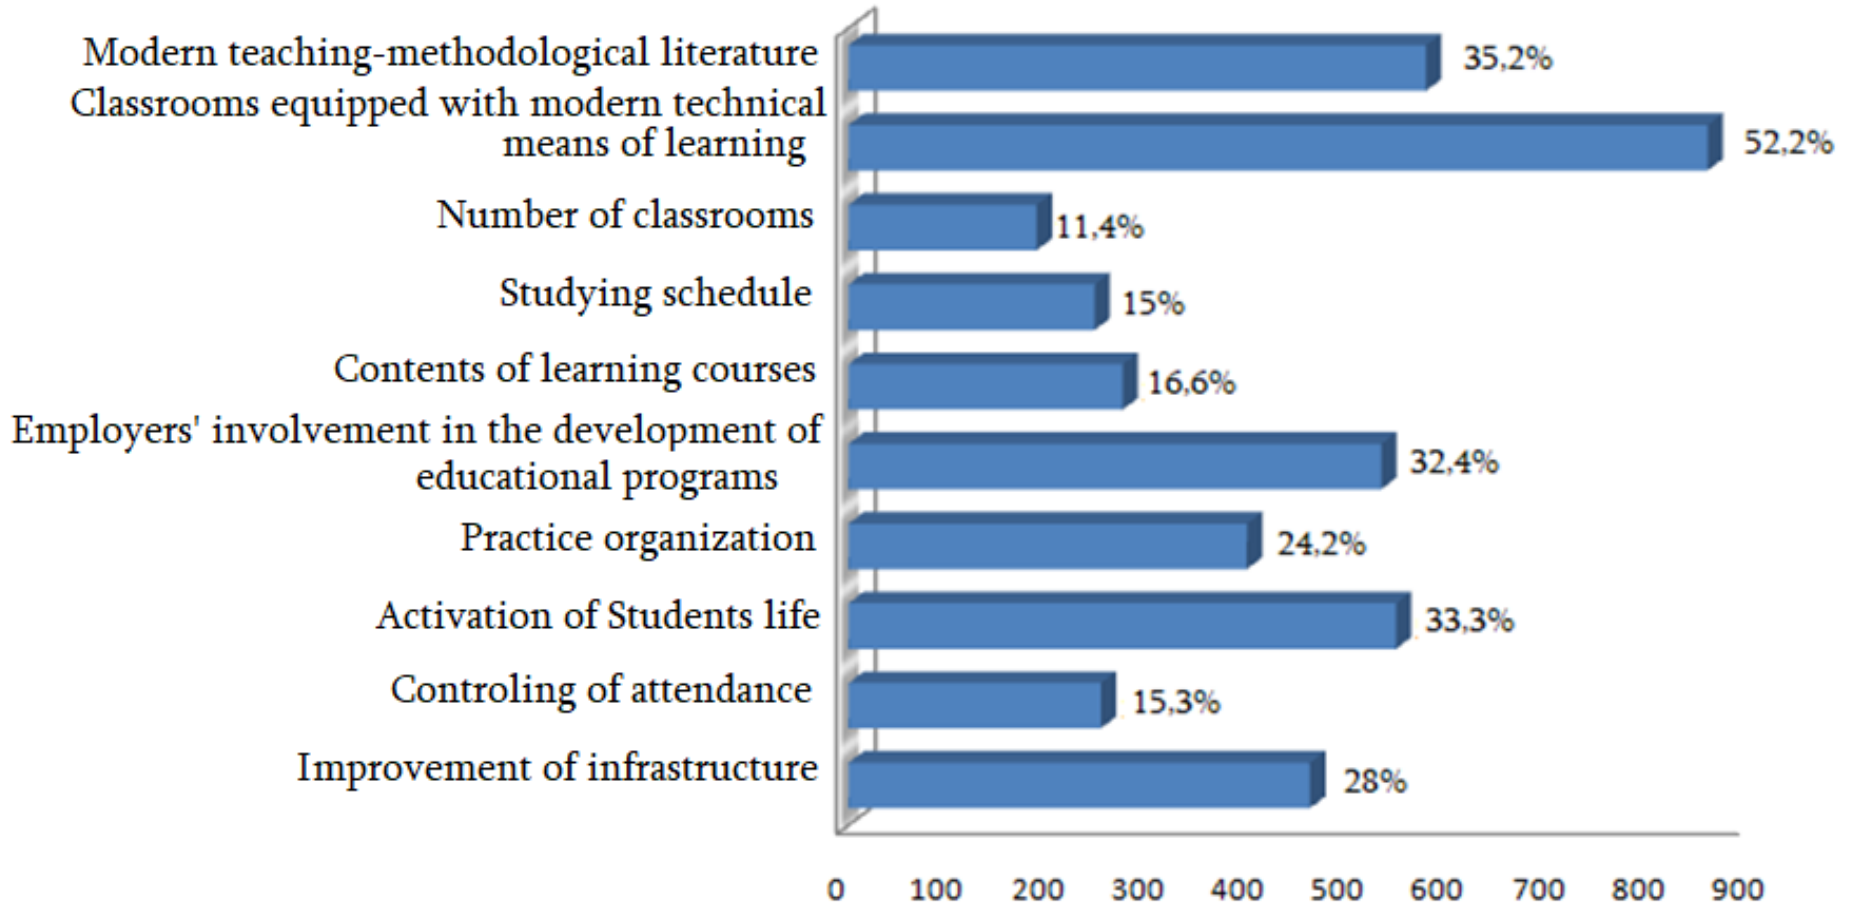 Modern teaching-methodological literature
35,2%
Classrooms equipped with modern technical
means of learning
52,2%
Number of classrooms
11,4%
Studying schedule
15%
Contents of learning courses
16,6%
Employers' involvement in the development of
educational programs
32,4%
Practice organization
24,2%
Activation of Students life
33,3%
Controling of attendance
15,3%
Improvement of infrastructure
28%
0 100 200 300 400 500 600 700 800 900